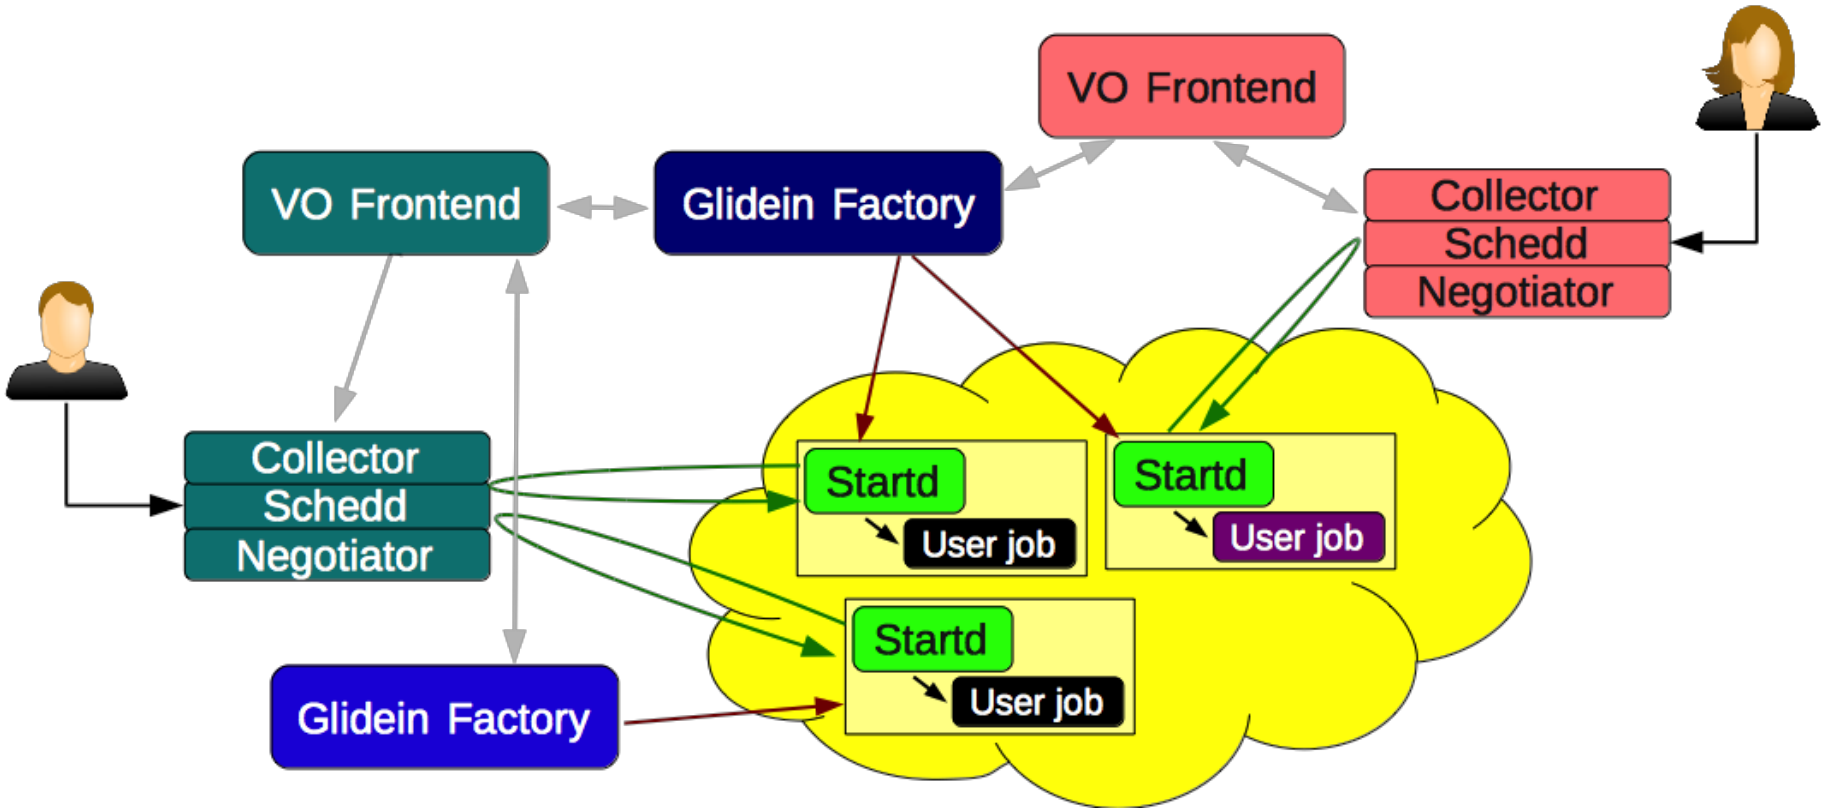 VO Frontend
VO Frontend
Glidein Factory
Collector
Schedd
Negotiator
Collector
Schedd
Negotiator
Startd
User job
Startd
User job
Startd
User job
Glidein Factory